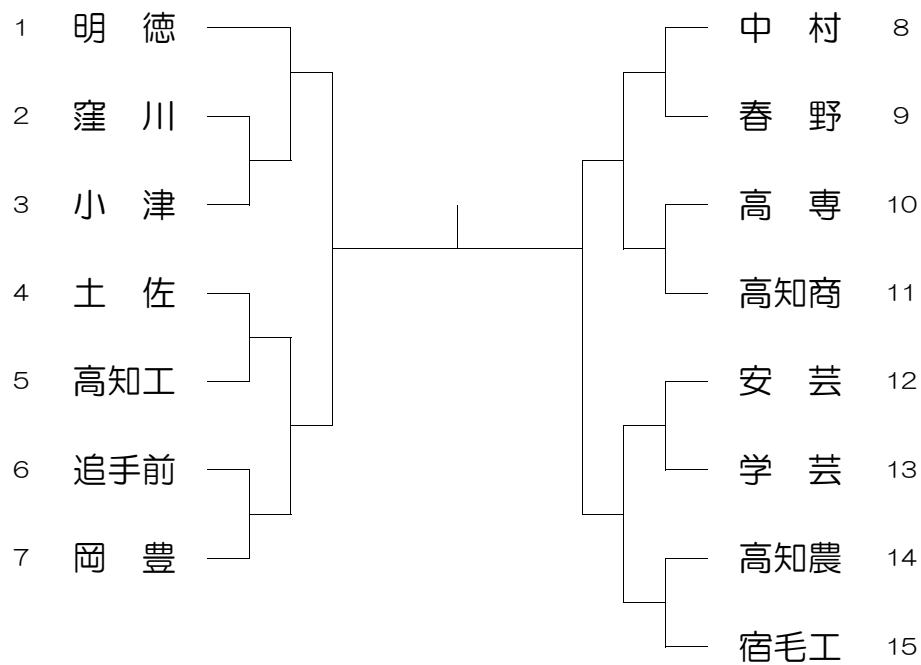 1 明 徳
2 窪 川
3 小 津
4 土 佐
5 高知工
6 追手前
7 岡 豊
中 村 8
春 野 9
高 専 10
高知商 11
安 芸 12
学 芸 13
高知農 14
宿毛工 15